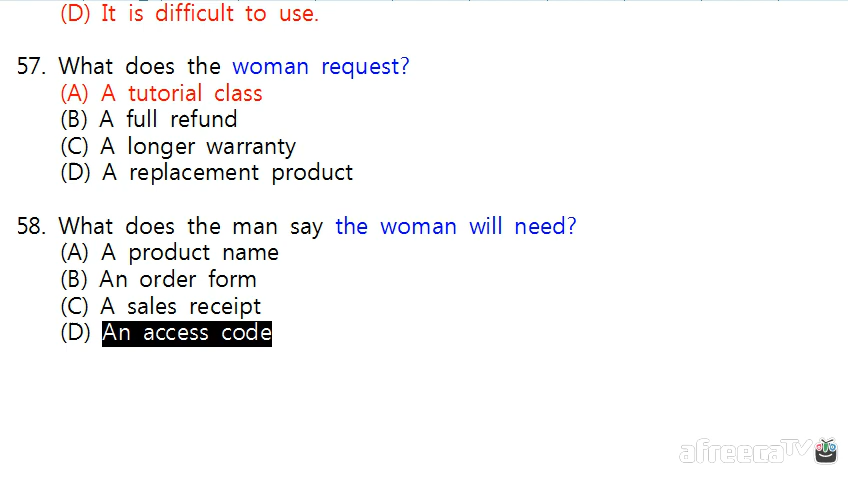 (D) It is difficult to use.
57. What does the woman request?
(A) A tutorial class
(B) A full refund
(C) A longer warranty
(D) A replacement product
58. What does the man say the woman will need?
(A) A product name
(B) An order form
(C) A sales receipt
(D) An access code
afreecaTV